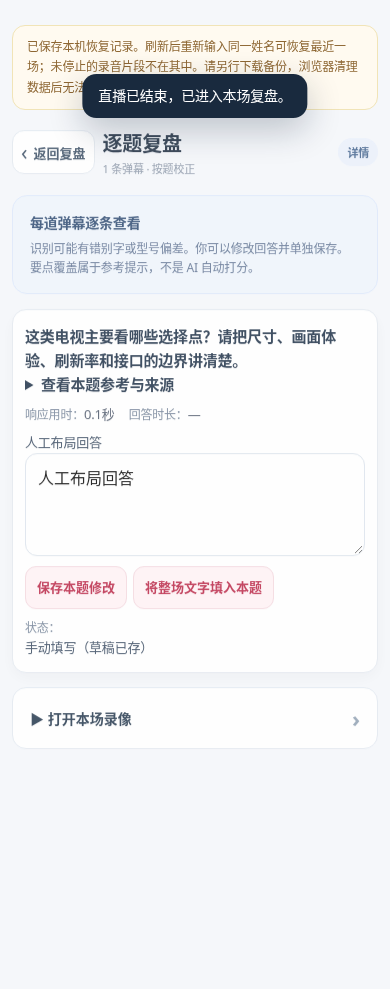 已保存本机恢复记录。刷新后重新输入同一姓名可恢复最近一
场；未停止的录音片段不在其中。请另行下载备份，浏览器清理
数据后无法
直播已结束，已进入本场复盘。
‹ 返回复盘
逐题复盘
1 条弹幕 · 按题校正
详情
每道弹幕逐条查看
识别可能有错别字或型号偏差。你可以修改回答并单独保存。
要点覆盖属于参考提示，不是 AI 自动打分。
这类电视主要看哪些选择点？请把尺寸、画面体
验、刷新率和接口的边界讲清楚。
▶ 查看本题参考与来源
响应用时：0.1秒 回答时长：—
人工布局回答
人工布局回答
保存本题修改 将整场文字填入本题
状态：
手动填写（草稿已存）
▶ 打开本场录像 ›